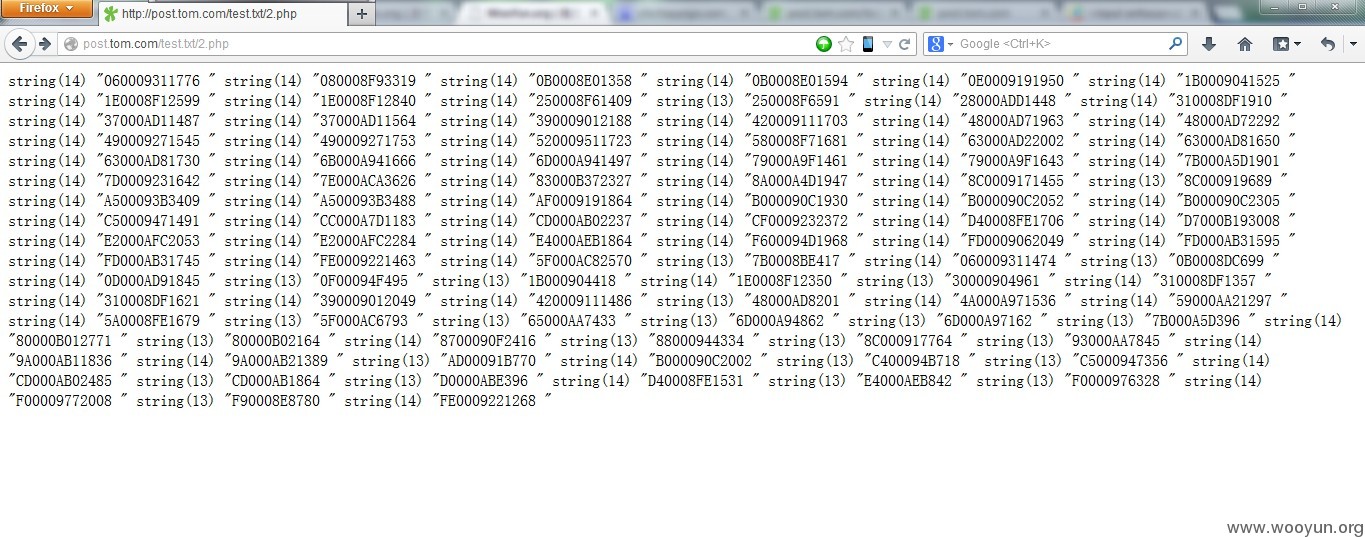 Firefox
http://post.tom.com/test.txt/2.php
post.tom.com/test.txt/2.php
Google <Ctrl+K>
string(14) "060009311776 " string(14) "080008F93319 " string(14) "0B0008E01358 " string(14) "0B0008E01594 " string(14) "0E0009191950 " string(14) "1B0009041525 "
string(14) "1E0008F12599 " string(14) "1E0008F12840 " string(14) "250008F61409 " string(13) "250008F6591 " string(14) "28000ADD1448 " string(14) "310008DF1910 "
string(14) "37000AD11487 " string(14) "37000AD11564 " string(14) "390009012188 " string(14) "420009111703 " string(14) "48000AD71963 " string(14) "48000AD72292 "
string(14) "490009271545 " string(14) "490009271753 " string(14) "520009511723 " string(14) "580008F71681 " string(14) "63000AD22002 " string(14) "63000AD81650 "
string(14) "63000AD81730 " string(14) "6B000A941666 " string(14) "6D000A941497 " string(14) "79000A9F1461 " string(14) "79000A9F1643 " string(14) "7B000A5D1901 "
string(14) "7D0009231642 " string(14) "7E000ACA3626 " string(14) "83000B372327 " string(14) "8A000A4D1947 " string(14) "8C0009171455 " string(13) "8C000919689 "
string(14) "A500093B3409 " string(14) "A500093B3488 " string(14) "AF0009191864 " string(14) "B000090C1930 " string(14) "B000090C2052 " string(14) "B000090C2305 "
string(14) "C50009471491 " string(14) "CC000A7D1183 " string(14) "CD000AB02237 " string(14) "CF0009232372 " string(14) "D40008FE1706 " string(14) "D7000B193008 "
string(14) "E2000AFC2053 " string(14) "E2000AFC2284 " string(14) "E4000AEB1864 " string(14) "F600094D1968 " string(14) "FD0009062049 " string(14) "FD000AB31595 "
string(14) "FD000AB31745 " string(14) "FE0009221463 " string(14) "5F000AC82570 " string(13) "7B0008BE417 " string(14) "060009311474 " string(13) "0B0008DC699 "
string(14) "0D000AD91845 " string(13) "0F00094F495 " string(13) "1B000904418 " string(14) "1E0008F12350 " string(13) "30000904961 " string(14) "310008DF1357 "
string(14) "310008DF1621 " string(14) "390009012049 " string(14) "420009111486 " string(13) "48000AD8201 " string(14) "4A000A971536 " string(14) "59000AA21297 "
string(14) "5A0008FE1679 " string(13) "5F000AC6793 " string(13) "65000AA7433 " string(13) "6D000A94862 " string(13) "6D000A97162 " string(13) "7B000A5D396 " string(14)
"80000B012771 " string(13) "80000B02164 " string(14) "8700090F2416 " string(13) "88000944334 " string(13) "8C000917764 " string(13) "93000AA7845 " string(14)
"9A000AB11836 " string(14) "9A000AB21389 " string(13) "AD00091B770 " string(14) "B000090C2002 " string(13) "C400094B718 " string(13) "C5000947356 " string(14)
"CD000AB02485 " string(13) "CD000AB1864 " string(13) "D0000ABE396 " string(14) "D40008FE1531 " string(13) "E4000AEB842 " string(13) "F0000976328 " string(14)
"F00009772008 " string(13) "F90008E8780 " string(14) "FE0009221268 "
www.wooyun.org